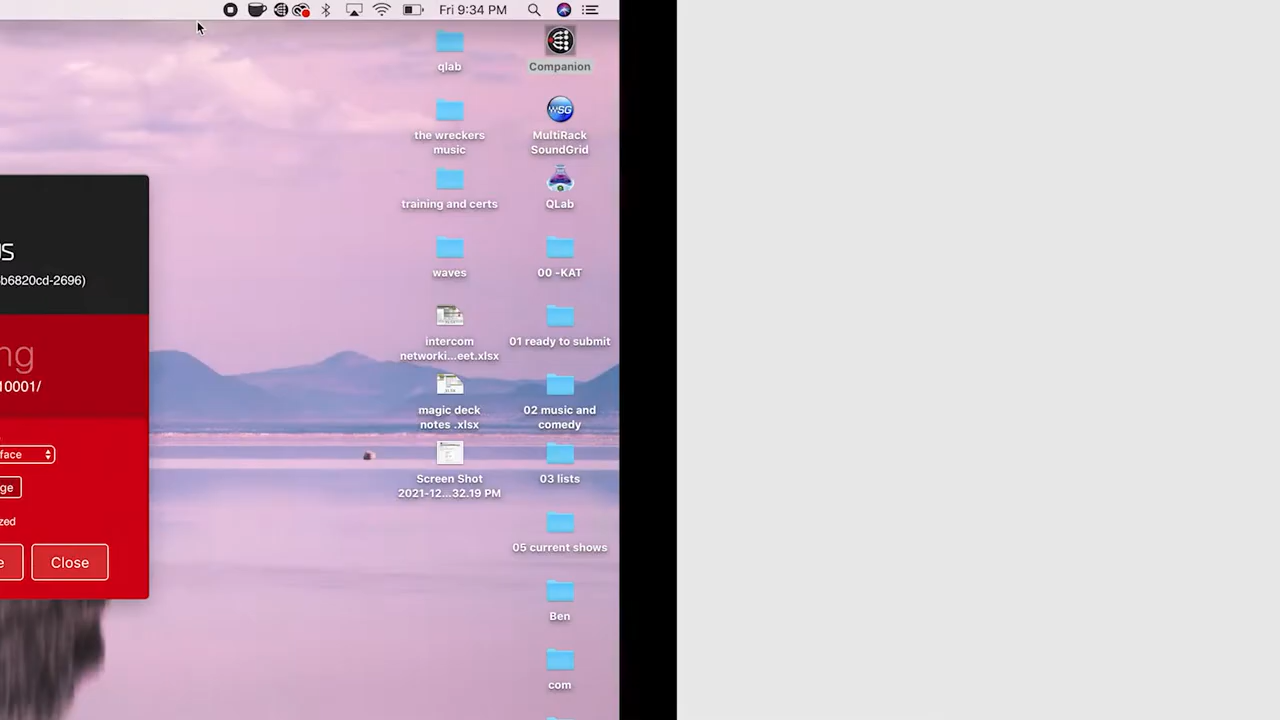 Fri 9:34 PM
qlab
Companion
the wreckers
music
WSG
MultiRack
SoundGrid
training and certs
QLab
waves
00 -KAT
intercom
networki...eet.xlsx
01 ready to submit
magic deck
notes .xlsx
02 music and
comedy
Screen Shot
2021-12...32.19 PM
03 lists
05 current shows
Ben
com
us
b6820cd-2696)
ng
10001/
face
ge
zed
e
Close